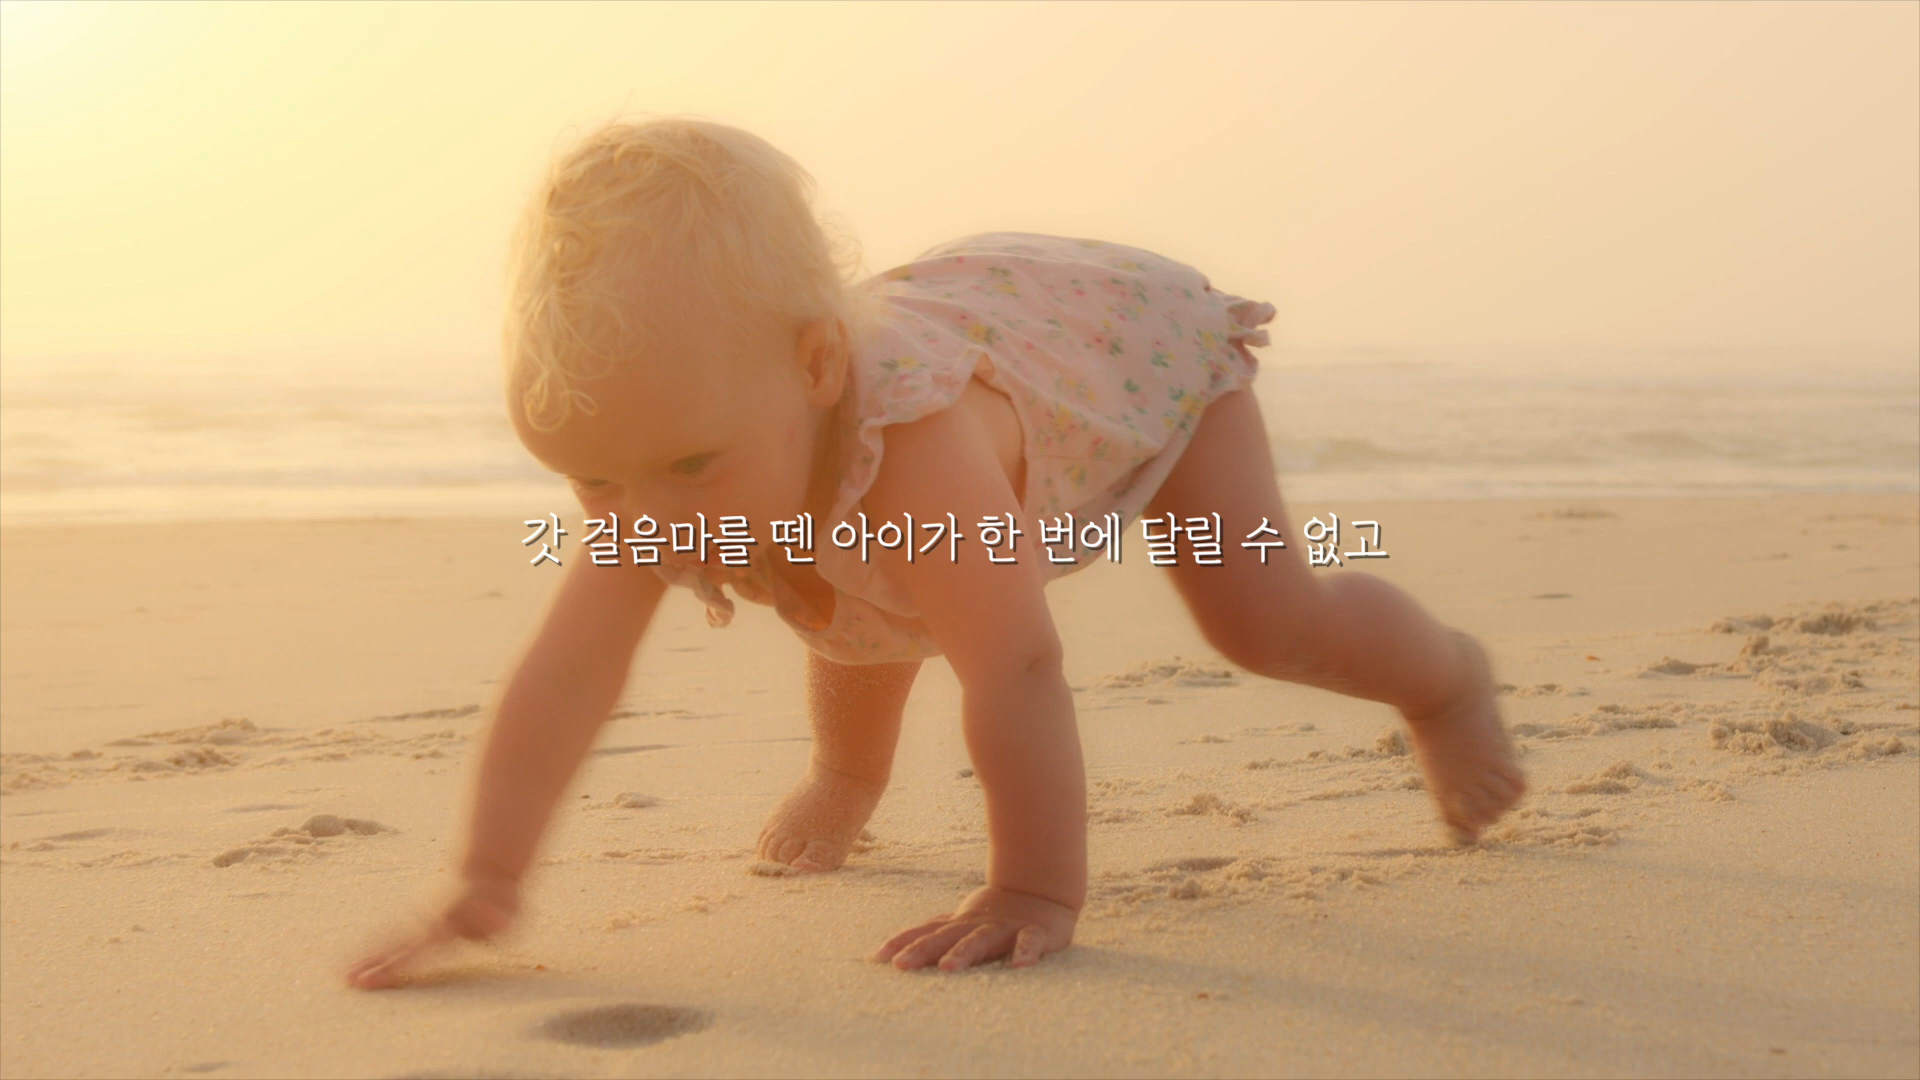 갓 걸음마를 뗀 아이가 한 번에 달릴 수 없고